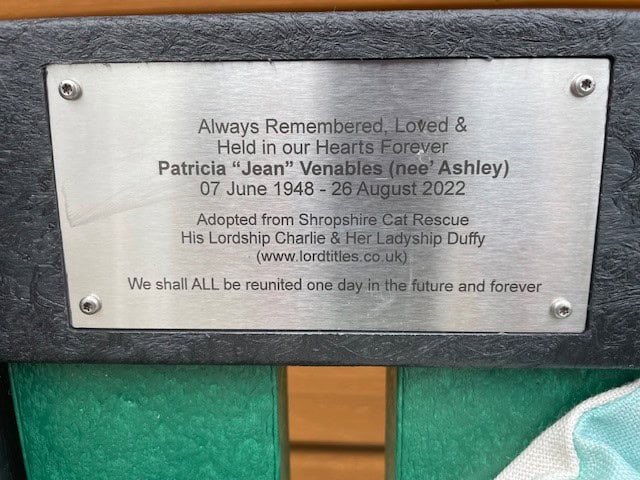 Always Remembered, Loved &
Held in our Hearts Forever
Patricia “Jean” Venables (nee’ Ashley)
07 June 1948 - 26 August 2022
Adopted from Shropshire Cat Rescue
His Lordship Charlie & Her Ladyship Duffy
(www.lordtitles.co.uk)
We shall ALL be reunited one day in the future and forever